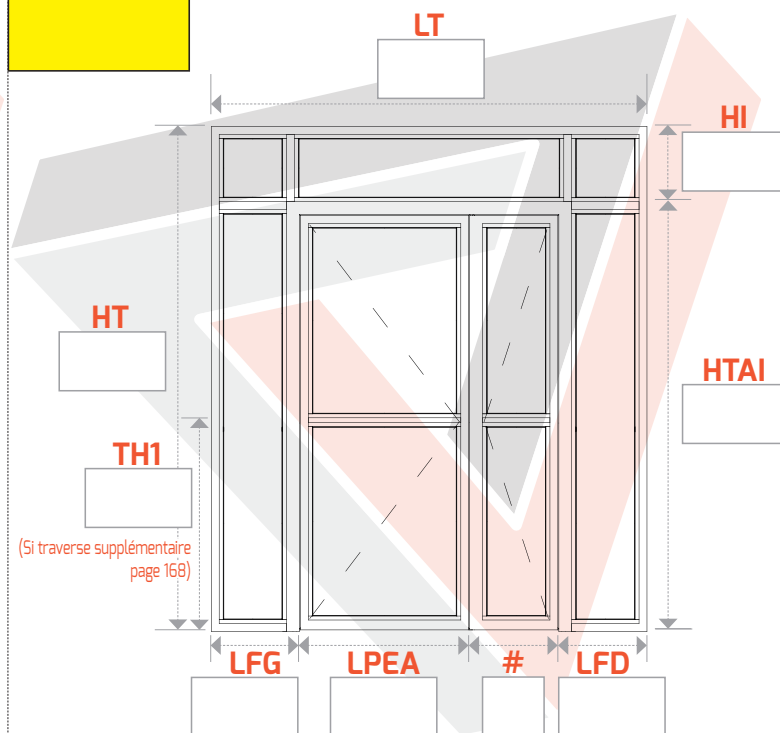 LT
HI
HT
HTAI
TH1
(Si traverse supplémentaire
page 168)
LFG
LPEA
#
LFD